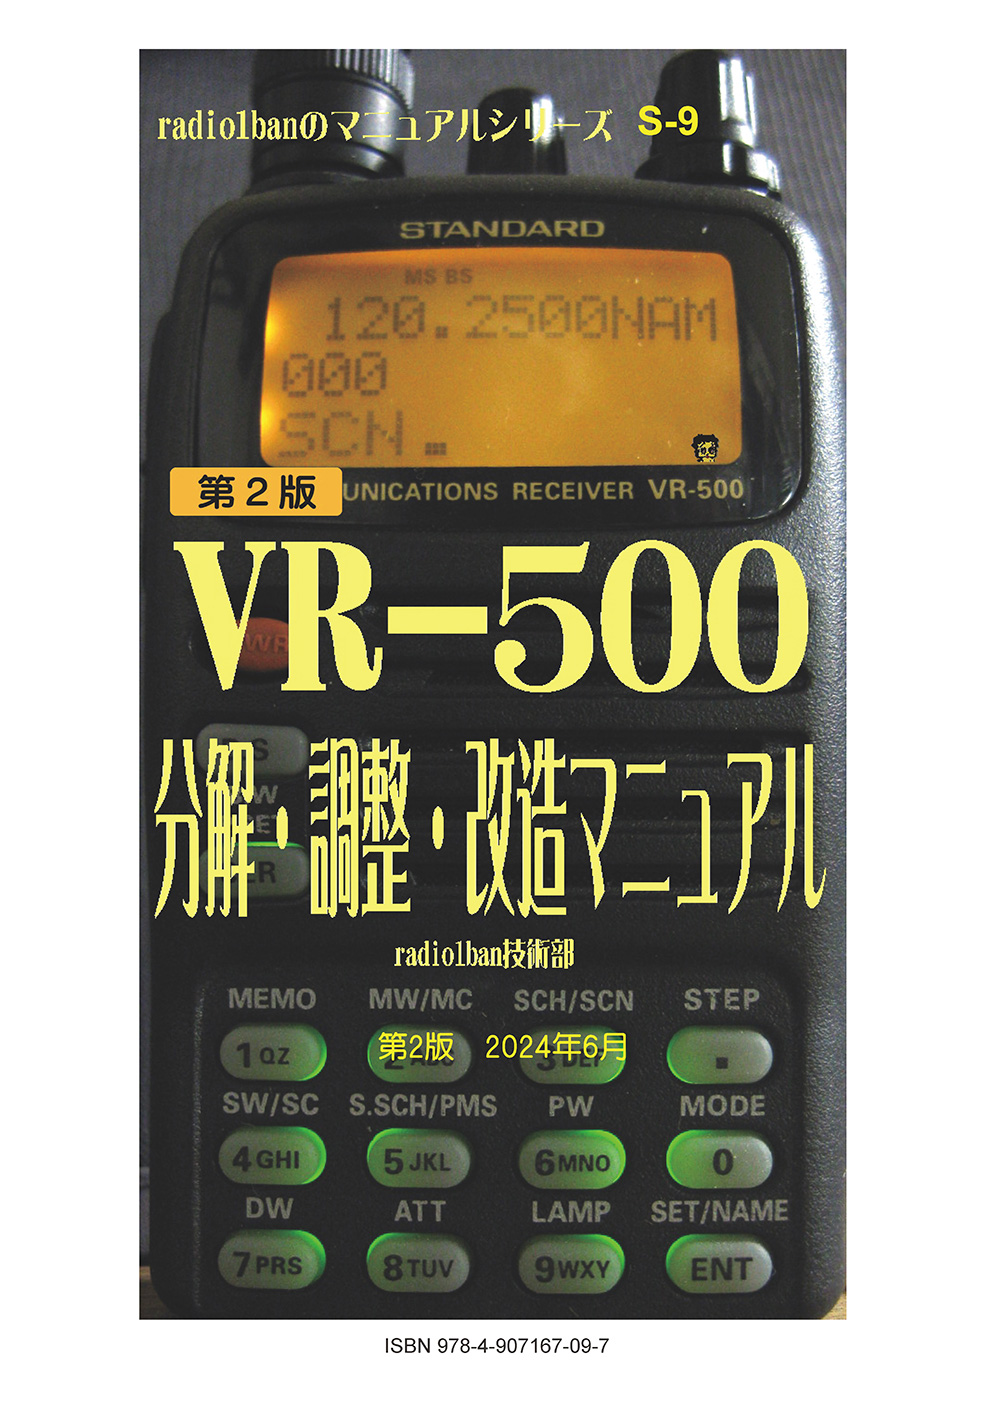 radio1banのマニュアルシリーズ S-9
STANDARD
MS BS
120.2500NAM
000
SCN.
第2版 UNICATIONS RECEIVER VR-500
VR-500
分解・調整・改造マニュアル
radio1ban技術部
MEMO MW/MC SCH/SCN STEP
1QZ 第2版 2024年6月 .
SW/SC S.SCH/PMS PW MODE
4GHI 5JKL 6MNO 0
DW ATT LAMP SET/NAME
7PRS 8TUV 9WXY ENT
ISBN 978-4-907167-09-7